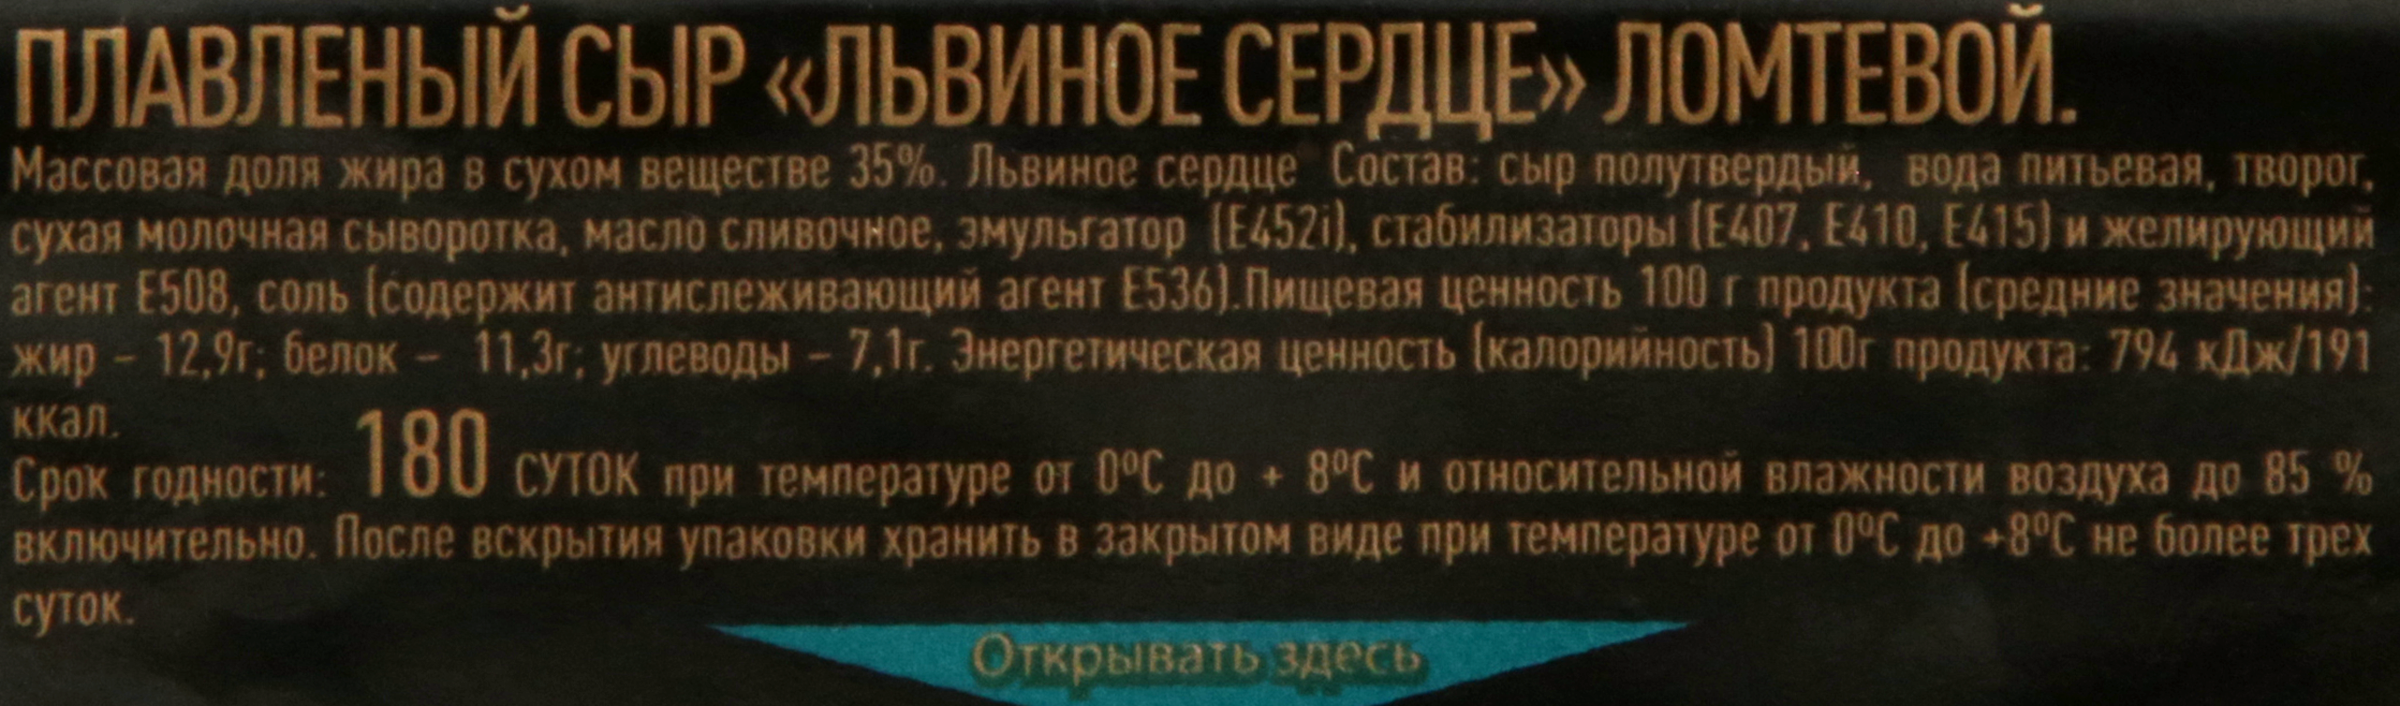 ПЛАВЛЕНЫЙ СЫР «ЛЬВИНОЕ СЕРДЦЕ» ЛОМТЕВОЙ.
Массовая доля жира в сухом веществе 35%. Львиное сердце Состав: сыр полутвердый, вода питьевая, творог,
сухая молочная сыворотка, масло сливочное, эмульгатор (Е452i), стабилизаторы (Е407, Е410, Е415) и желирующий
агент Е508, соль (содержит антислеживающий агент Е536).Пищевая ценность 100 г продукта (средние значения):
жир – 12,9г; белок – 11,3г; углеводы – 7,1г. Энергетическая ценность (калорийность) 100г продукта: 794 кДж/191
ккал.
Срок годности: 180 СУТОК при температуре от 0ºС до + 8ºС и относительной влажности воздуха до 85 %
включительно. После вскрытия упаковки хранить в закрытом виде при температуре от 0ºС до +8ºС не более трех
суток.
Открывать здесь